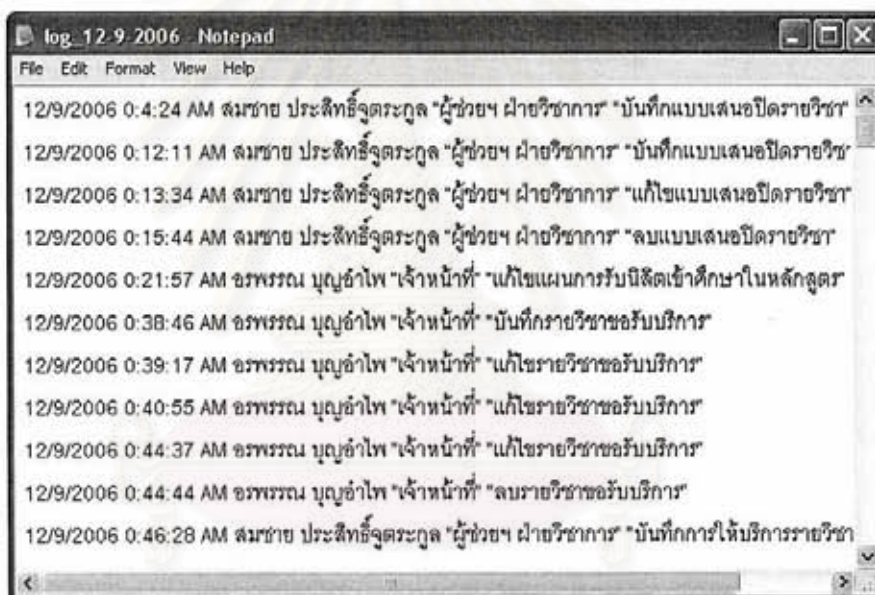 log_12-9-2006 - Notepad
File Edit Format View Help
12/9/2006 0:4:24 AM สมชาย ประสิทธิ์จูตระกูล "ผู้ช่วยฯ ฝ่ายวิชาการ" "บันทึกแบบเสนอปิดรายวิชา"
12/9/2006 0:12:11 AM สมชาย ประสิทธิ์จูตระกูล "ผู้ช่วยฯ ฝ่ายวิชาการ" "บันทึกแบบเสนอปิดรายวิช
12/9/2006 0:13:34 AM สมชาย ประสิทธิ์จูตระกูล "ผู้ช่วยฯ ฝ่ายวิชาการ" "แก้ไขแบบเสนอปิดรายวิชา"
12/9/2006 0:15:44 AM สมชาย ประสิทธิ์จูตระกูล "ผู้ช่วยฯ ฝ่ายวิชาการ" "ลบแบบเสนอปิดรายวิชา"
12/9/2006 0:21:57 AM อรพรรณ บุญอำไพ "เจ้าหน้าที่" "แก้ไขแผนการรับนิสิตเข้าศึกษาในหลักสูตร"
12/9/2006 0:38:46 AM อรพรรณ บุญอำไพ "เจ้าหน้าที่" "บันทึกรายวิชาขอรับบริการ"
12/9/2006 0:39:17 AM อรพรรณ บุญอำไพ "เจ้าหน้าที่" "แก้ไขรายวิชาขอรับบริการ"
12/9/2006 0:40:55 AM อรพรรณ บุญอำไพ "เจ้าหน้าที่" "แก้ไขรายวิชาขอรับบริการ"
12/9/2006 0:44:37 AM อรพรรณ บุญอำไพ "เจ้าหน้าที่" "แก้ไขรายวิชาขอรับบริการ"
12/9/2006 0:44:44 AM อรพรรณ บุญอำไพ "เจ้าหน้าที่" "ลบรายวิชาขอรับบริการ"
12/9/2006 0:46:28 AM สมชาย ประสิทธิ์จูตระกูล "ผู้ช่วยฯ ฝ่ายวิชาการ" "บันทึกการให้บริการรายวิชา